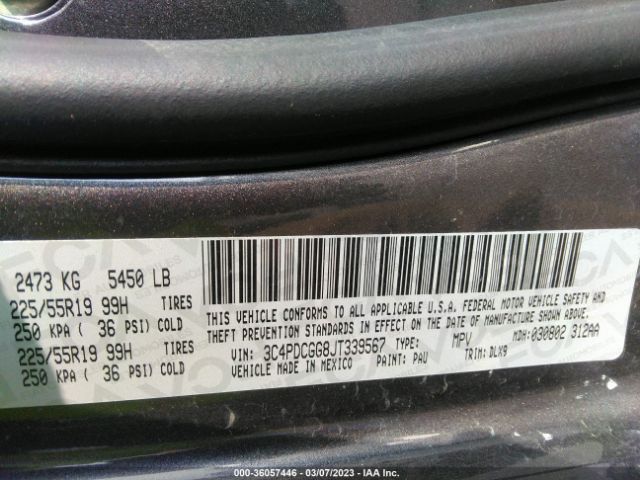 2473 KG 5450 LB
225/55R19 99H TIRES
250 KPA ( 36 PSI) COLD
225/55R19 99H TIRES
250 KPA ( 36 PSI) COLD
THIS VEHICLE CONFORMS TO ALL APPLICABLE U.S.A. FEDERAL MOTOR VEHICLE SAFETY AND
THEFT PREVENTION STANDARDS IN EFFECT ON THE DATE OF MANUFACTURE SHOWN ABOVE.
VIN: 3C4PDCGG8JT339567 TYPE: MPV MDH:030802 312AA
VEHICLE MADE IN MEXICO PAINT: PAU TRIM: DLX9
000-36057446 - 03/07/2023 - IAA Inc.